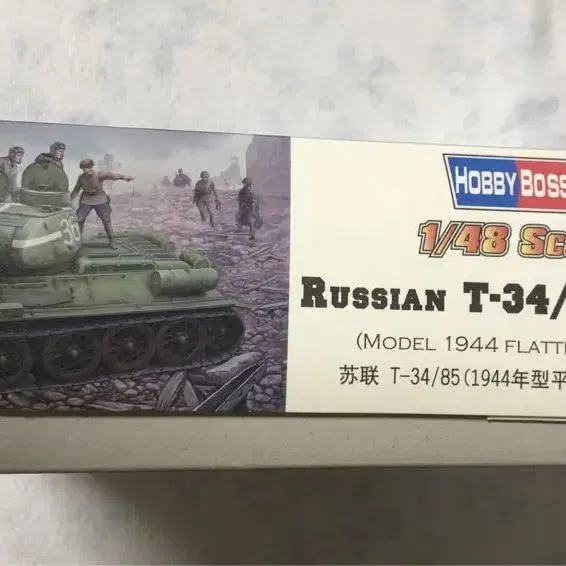 HOBBY BOSS
1/48 Sc
RUSSIAN T-34/
(MODEL 1944 FLATT
苏联 T-34/85(1944年型平
36